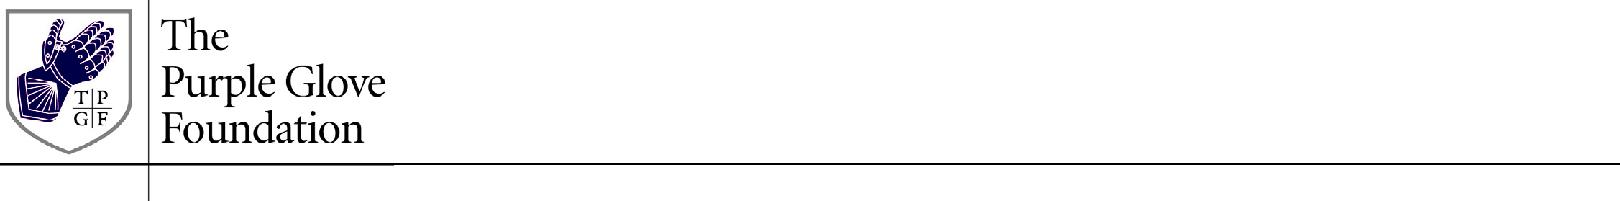 T P
G F
The
Purple Glove
Foundation